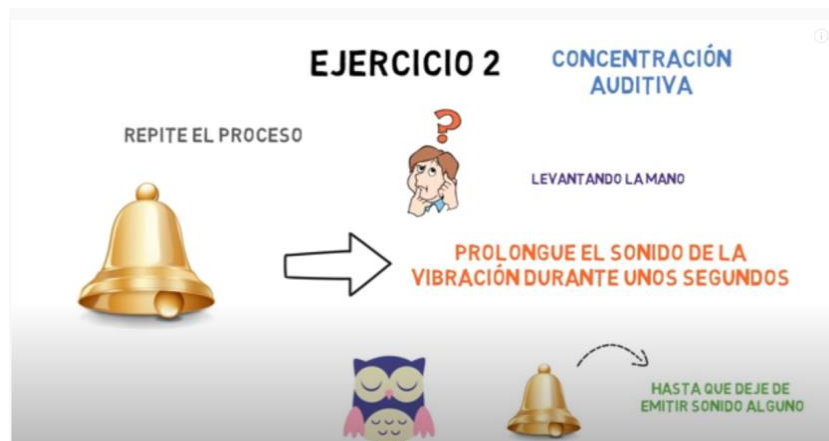 EJERCICIO 2
CONCENTRACIÓN
AUDITIVA
REPITE EL PROCESO
?
LEVANTANDO LA MANO
PROLONGUE EL SONIDO DE LA
VIBRACIÓN DURANTE UNOS SEGUNDOS
HASTA QUE DEJE DE
EMITIR SONIDO ALGUNO